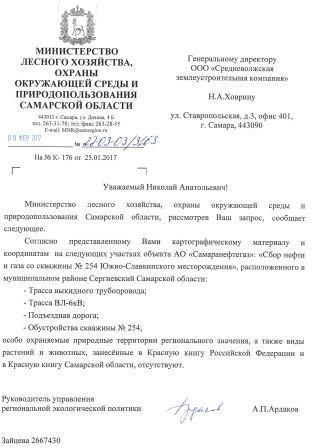 МИНИСТЕРСТВО
ЛЕСНОГО ХОЗЯЙСТВА,
ОХРАНЫ
ОКРУЖАЮЩЕЙ СРЕДЫ И
ПРИРОДОПОЛЬЗОВАНИЯ
САМАРСКОЙ ОБЛАСТИ
443013 г. Самара, ул. Дачная, 4 Б
тел. 263-31-70; тел./факс 263-28-55
E-mail: MNR@samregion.ru
09 ФЕВ 2017 №
На № К- 176 от 25.01.2017
Генеральному директору
ООО «Средневолжская
землеустроительная компания»
Н.А.Ховрину
ул. Ставропольская, д.3, офис 401,
г. Самара, 443090
Уважаемый Николай Анатольевич!
Министерство лесного хозяйства, охраны окружающей среды и
природопользования Самарской области, рассмотрев Ваш запрос, сообщает
следующее.
Согласно представленному Вами картографическому материалу и
координатам на следующих участках объекта АО «Самаранефтегаз»: «Сбор нефти
и газа со скважины № 254 Южно-Славкинского месторождения», расположенного в
муниципальном районе Сергиевский Самарской области:
- Трасса выкидного трубопровода;
- Трасса ВЛ-6кВ;
- Подъездная дорога;
- Обустройства скважины № 254,
особо охраняемые природные территории регионального значения, а также виды
растений и животных, занесённые в Красную книгу Российской Федерации и
в Красную книгу Самарской области, отсутствуют.
Руководитель управления
региональной экологической политики А.П.Ардаков
Зайцева 2667430